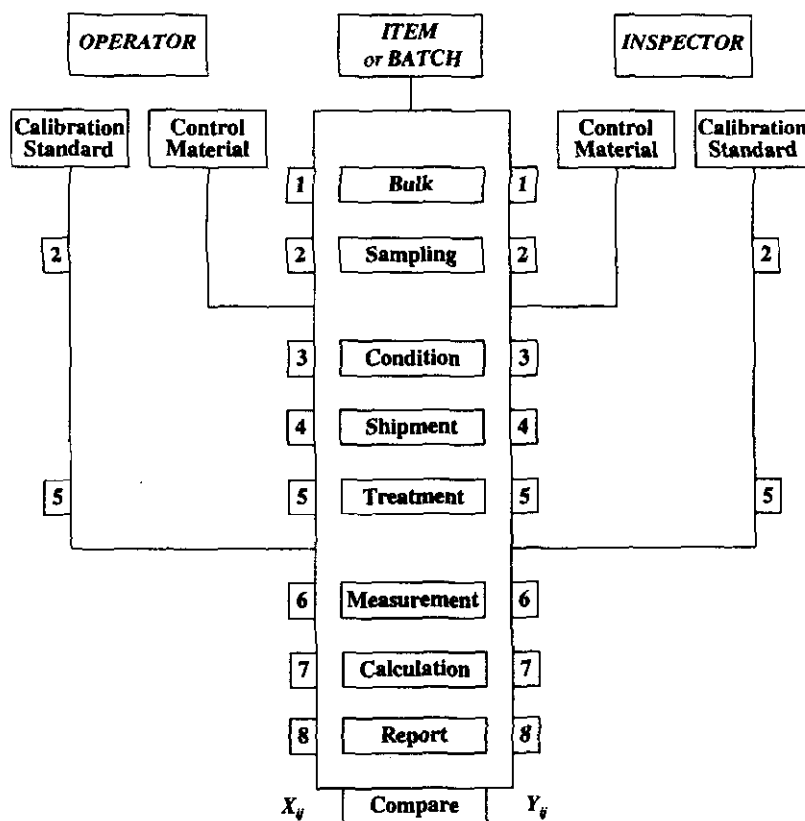 OPERATOR
ITEM
or BATCH
INSPECTOR
Calibration
Standard
Control
Material
Control
Material
Calibration
Standard
1 Bulk 1
2 2 Sampling 2 2
3 Condition 3
4 Shipment 4
5 5 Treatment 5 5
6 Measurement 6
7 Calculation 7
8 Report 8
X_ij Compare Y_ij